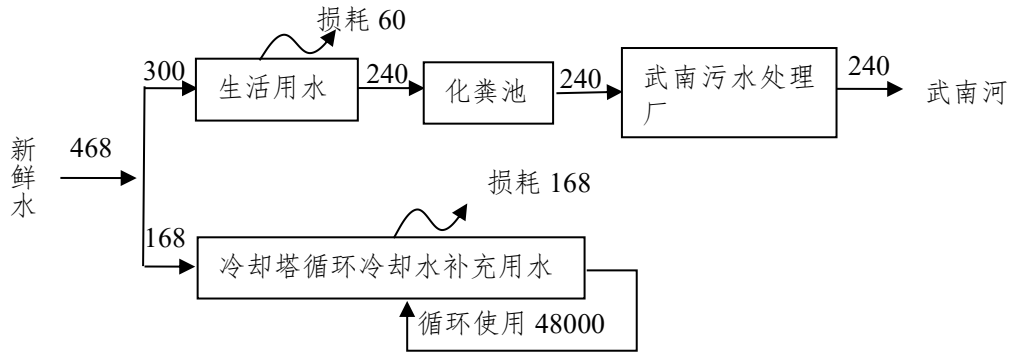 损耗 60
300
生活用水
240
化粪池
240
武南污水处理
厂
240
武南河
新
鲜
水
468
损耗 168
168
冷却塔循环冷却水补充用水
循环使用 48000